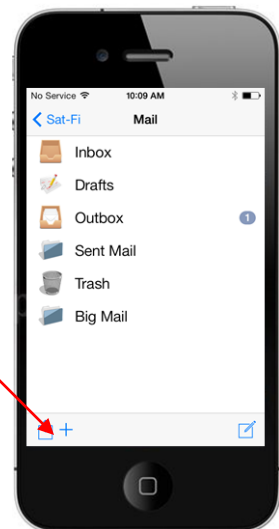 No Service 10:09 AM
Sat-Fi Mail
Inbox
Drafts
Outbox 1
Sent Mail
Trash
Big Mail